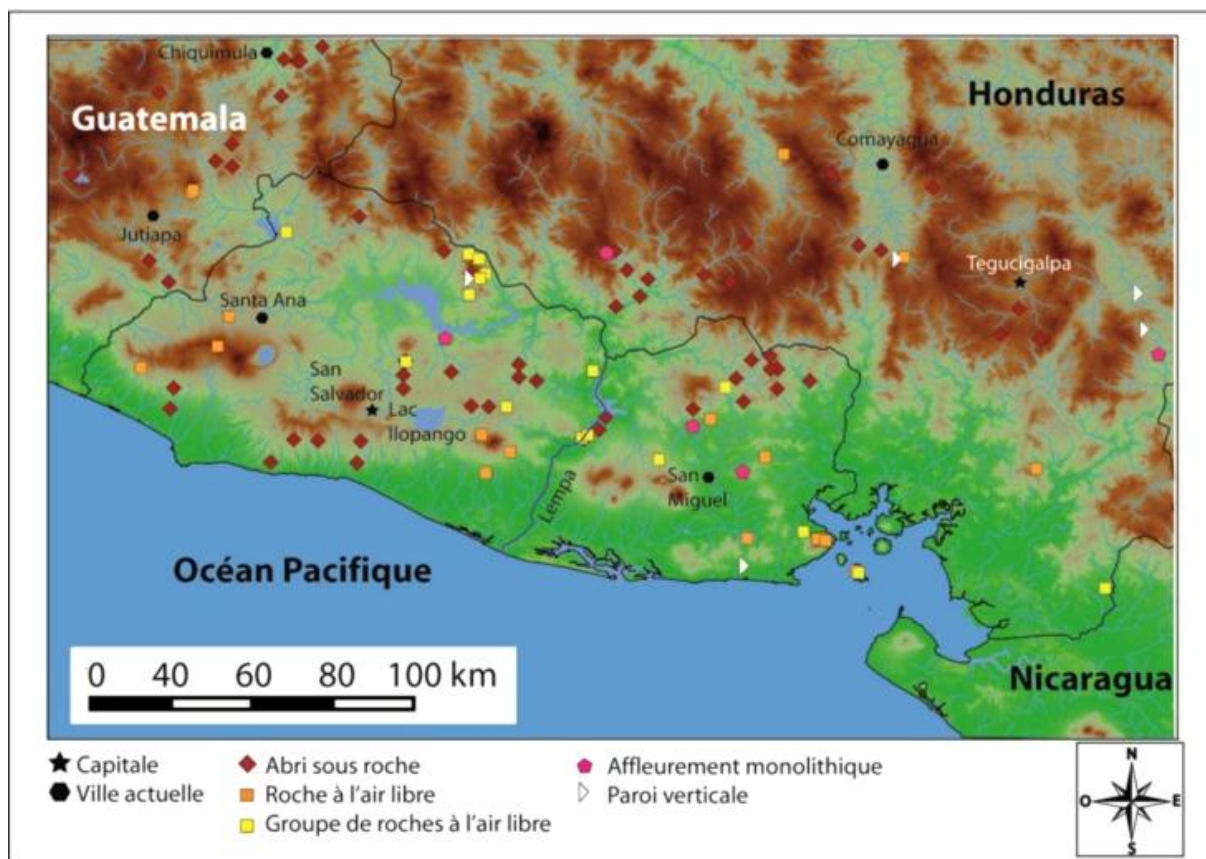 Chiquimula
Honduras
Guatemala
Comayagua
Jutiapa
Tegucigalpa
Santa Ana
San
Salvador
Lac
Ilopango
San
Miguel
Lempa
Océan Pacifique
Nicaragua
0 40 60 80 100 km
Capitale
Ville actuelle
Abri sous roche
Roche à l'air libre
Groupe de roches à l'air libre
Affleurement monolithique
Paroi verticale
N
O E
S